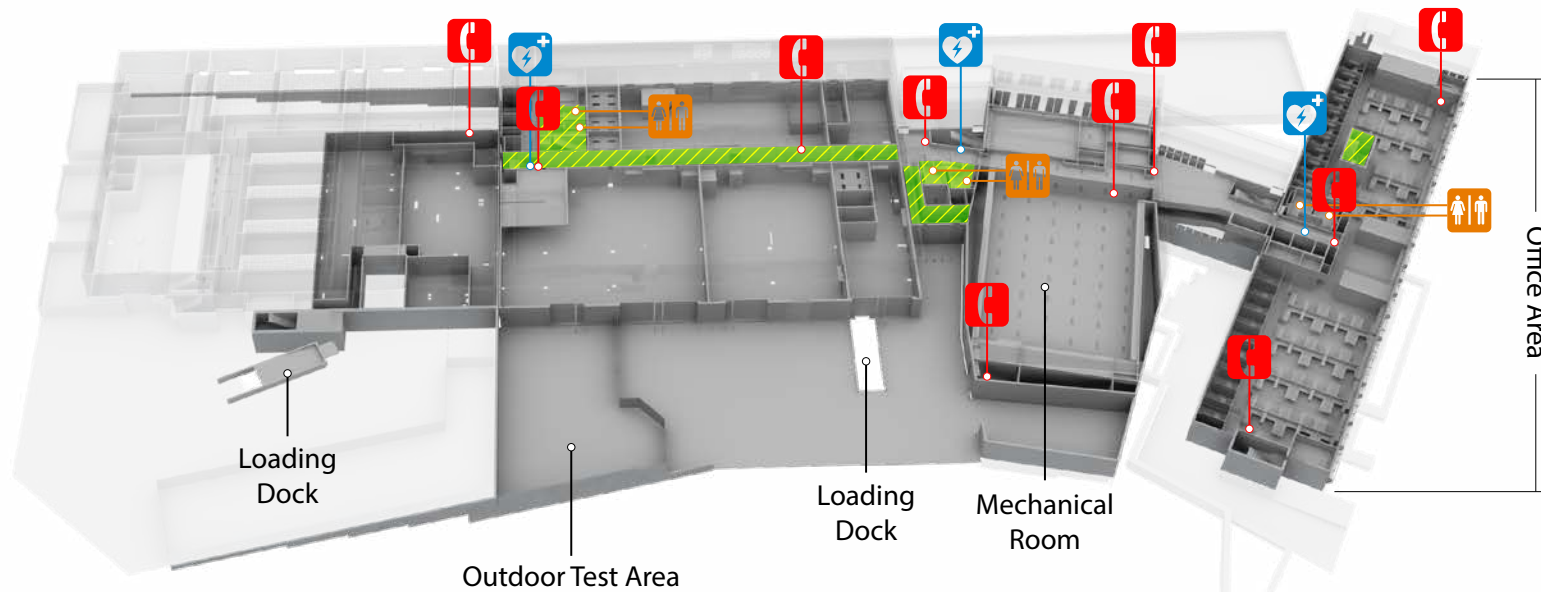 Loading
Dock
Outdoor Test Area
Loading
Dock
Mechanical
Room
Office Area